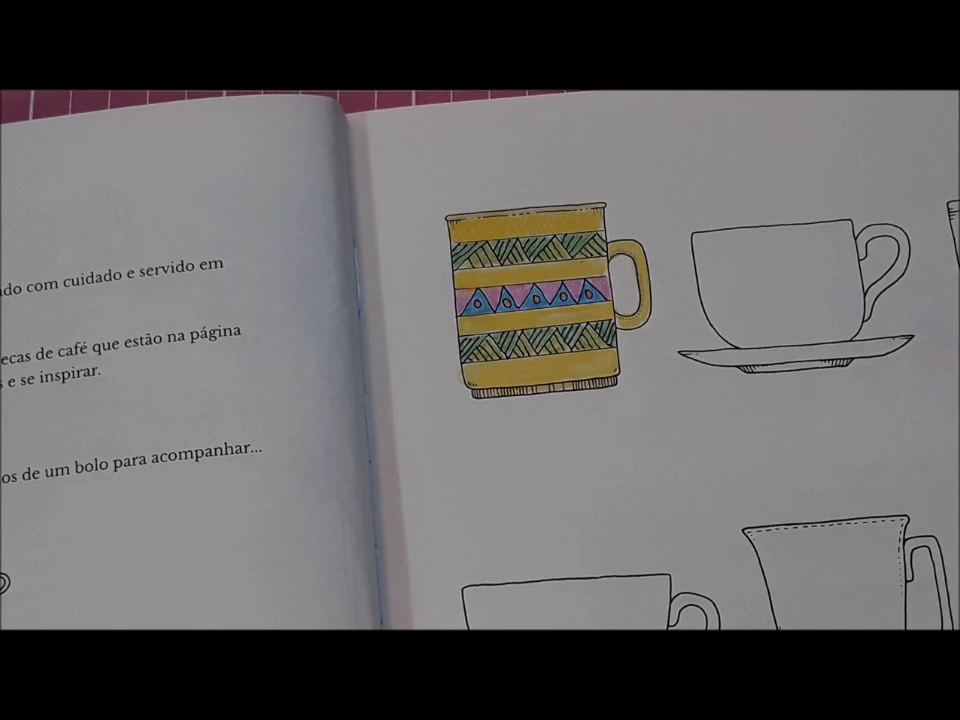 do com cuidado e servido em
ecas de café que estão na página
s e se inspirar.
os de um bolo para acompanhar...